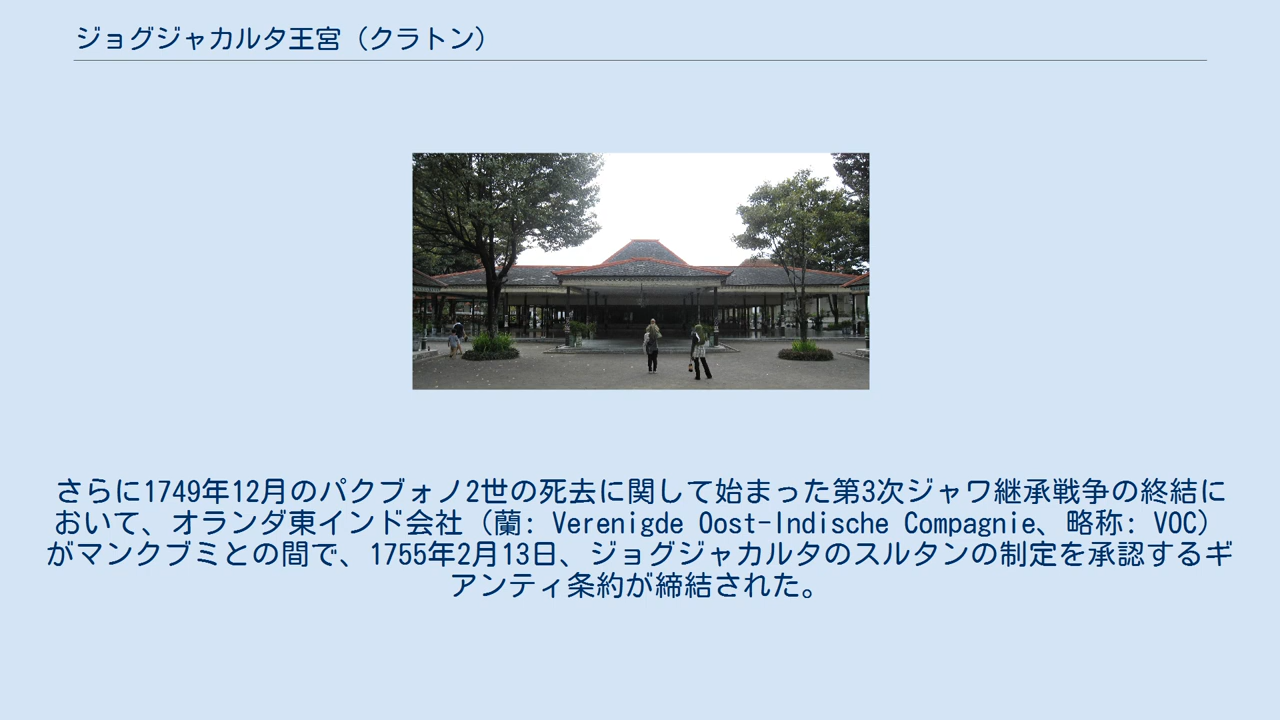 ジョグジャカルタ王宮（クラトン）
さらに1749年12月のパクブォノ2世の死去に関して始まった第3次ジャワ継承戦争の終結に
おいて、オランダ東インド会社（蘭: Verenigde Oost-Indische Compagnie、略称: VOC）
がマンクブミとの間で、1755年2月13日、ジョグジャカルタのスルタンの制定を承認するギ
アンティ条約が締結された。